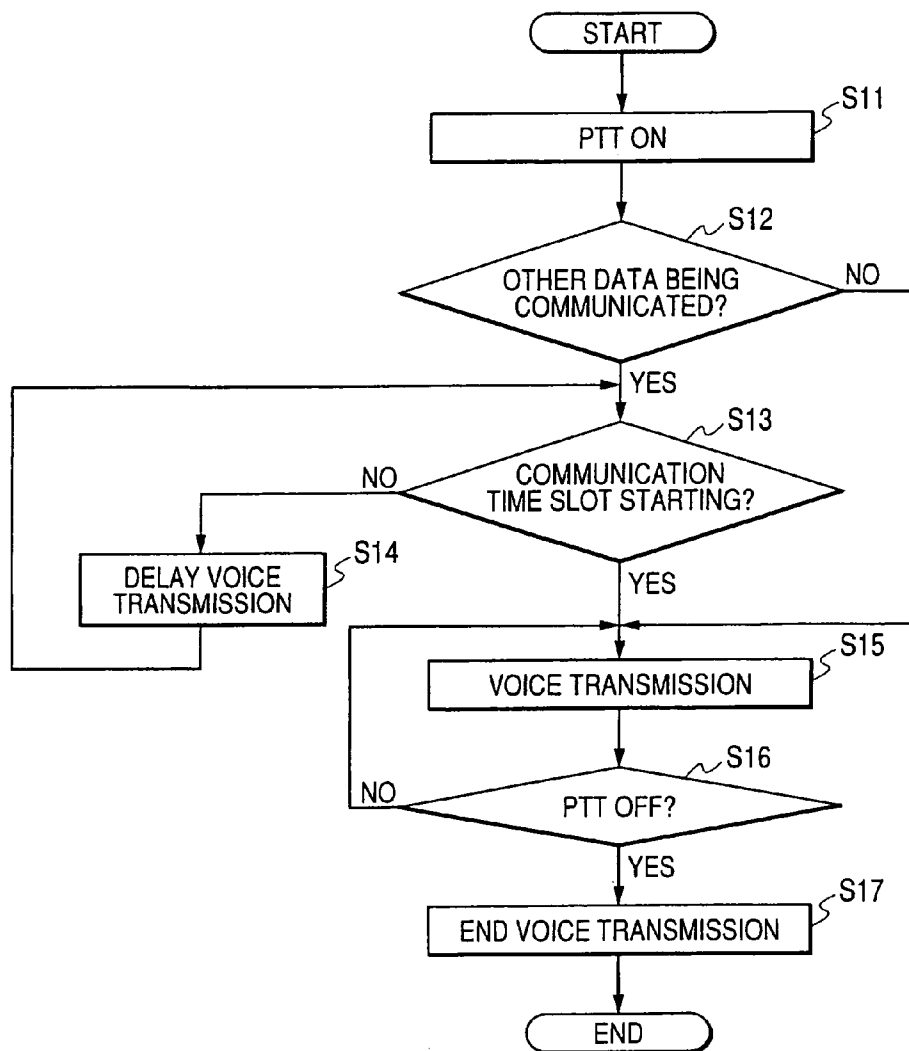 START
S11
PTT ON
S12
OTHER DATA BEING
COMMUNICATED?
NO
YES
S13
COMMUNICATION
TIME SLOT STARTING?
NO
S14
DELAY VOICE
TRANSMISSION
YES
S15
VOICE TRANSMISSION
S16
PTT OFF?
NO
YES
S17
END VOICE TRANSMISSION
END